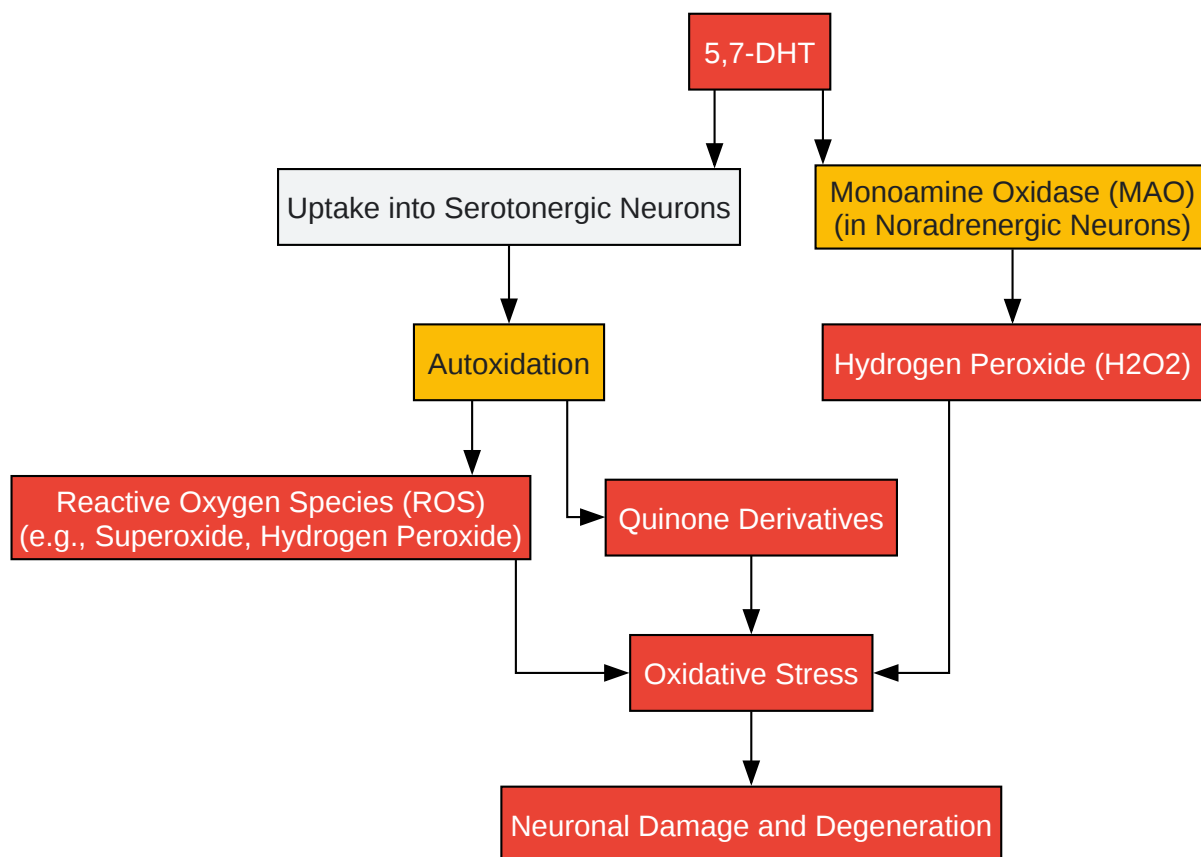 5,7-DHT
Uptake into Serotonergic Neurons
Monoamine Oxidase (MAO)
(in Noradrenergic Neurons)
Autoxidation
Hydrogen Peroxide (H2O2)
Reactive Oxygen Species (ROS)
(e.g., Superoxide, Hydrogen Peroxide)
Quinone Derivatives
Oxidative Stress
Neuronal Damage and Degeneration